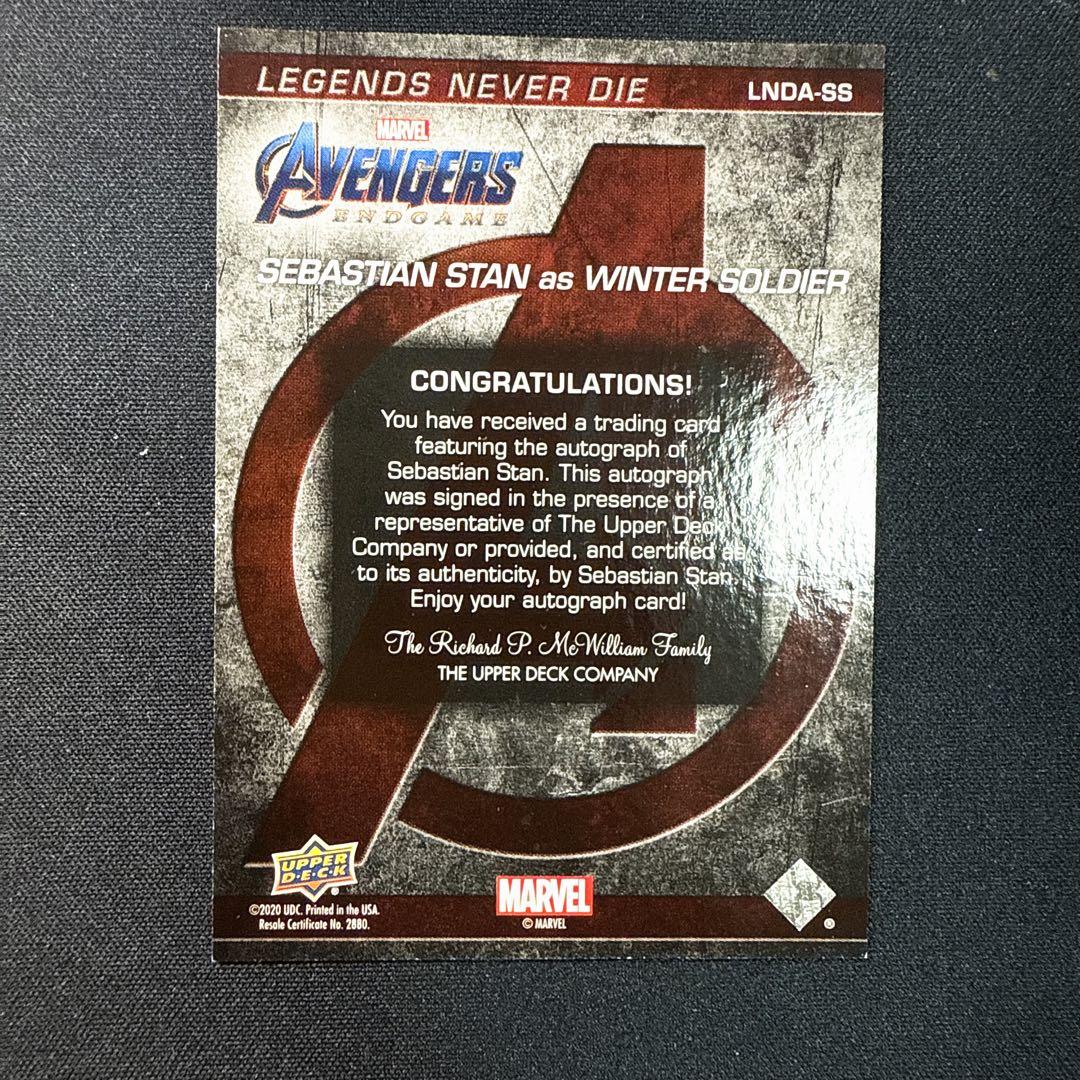 LEGENDS NEVER DIE LNDA-SS
MARVEL
AVENGERS
ENDGAME
SEBASTIAN STAN as WINTER SOLDIER
CONGRATULATIONS!
You have received a trading card
featuring the autograph of
Sebastian Stan. This autograph
was signed in the presence of a
representative of The Upper Deck
Company or provided, and certified as
to its authenticity, by Sebastian Stan.
Enjoy your autograph card!
The Richard P. McWilliam Family
THE UPPER DECK COMPANY
UPPER
D·E·C·K
®
©2020 UDC. Printed in the USA.
Resale Certificate No. 2880.
MARVEL
© MARVEL
®